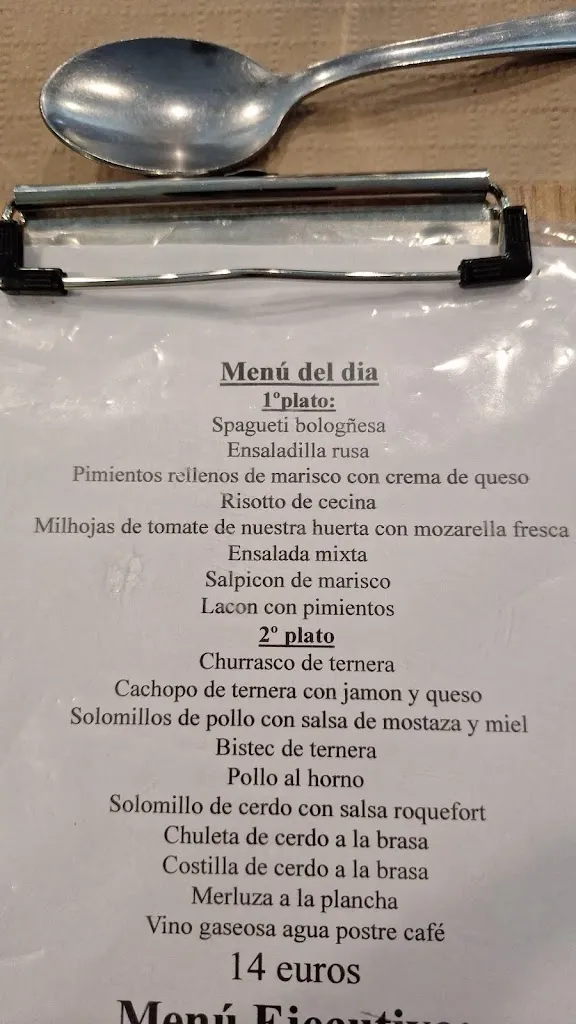 Menú del dia
1ºplato:
Spagueti bologñesa
Ensaladilla rusa
Pimientos rellenos de marisco con crema de queso
Risotto de cecina
Milhojas de tomate de nuestra huerta con mozarella fresca
Ensalada mixta
Salpicon de marisco
Lacon con pimientos
2º plato
Churrasco de ternera
Cachopo de ternera con jamon y queso
Solomillos de pollo con salsa de mostaza y miel
Bistec de ternera
Pollo al horno
Solomillo de cerdo con salsa roquefort
Chuleta de cerdo a la brasa
Costilla de cerdo a la brasa
Merluza a la plancha
Vino gaseosa agua postre café
14 euros
Menú